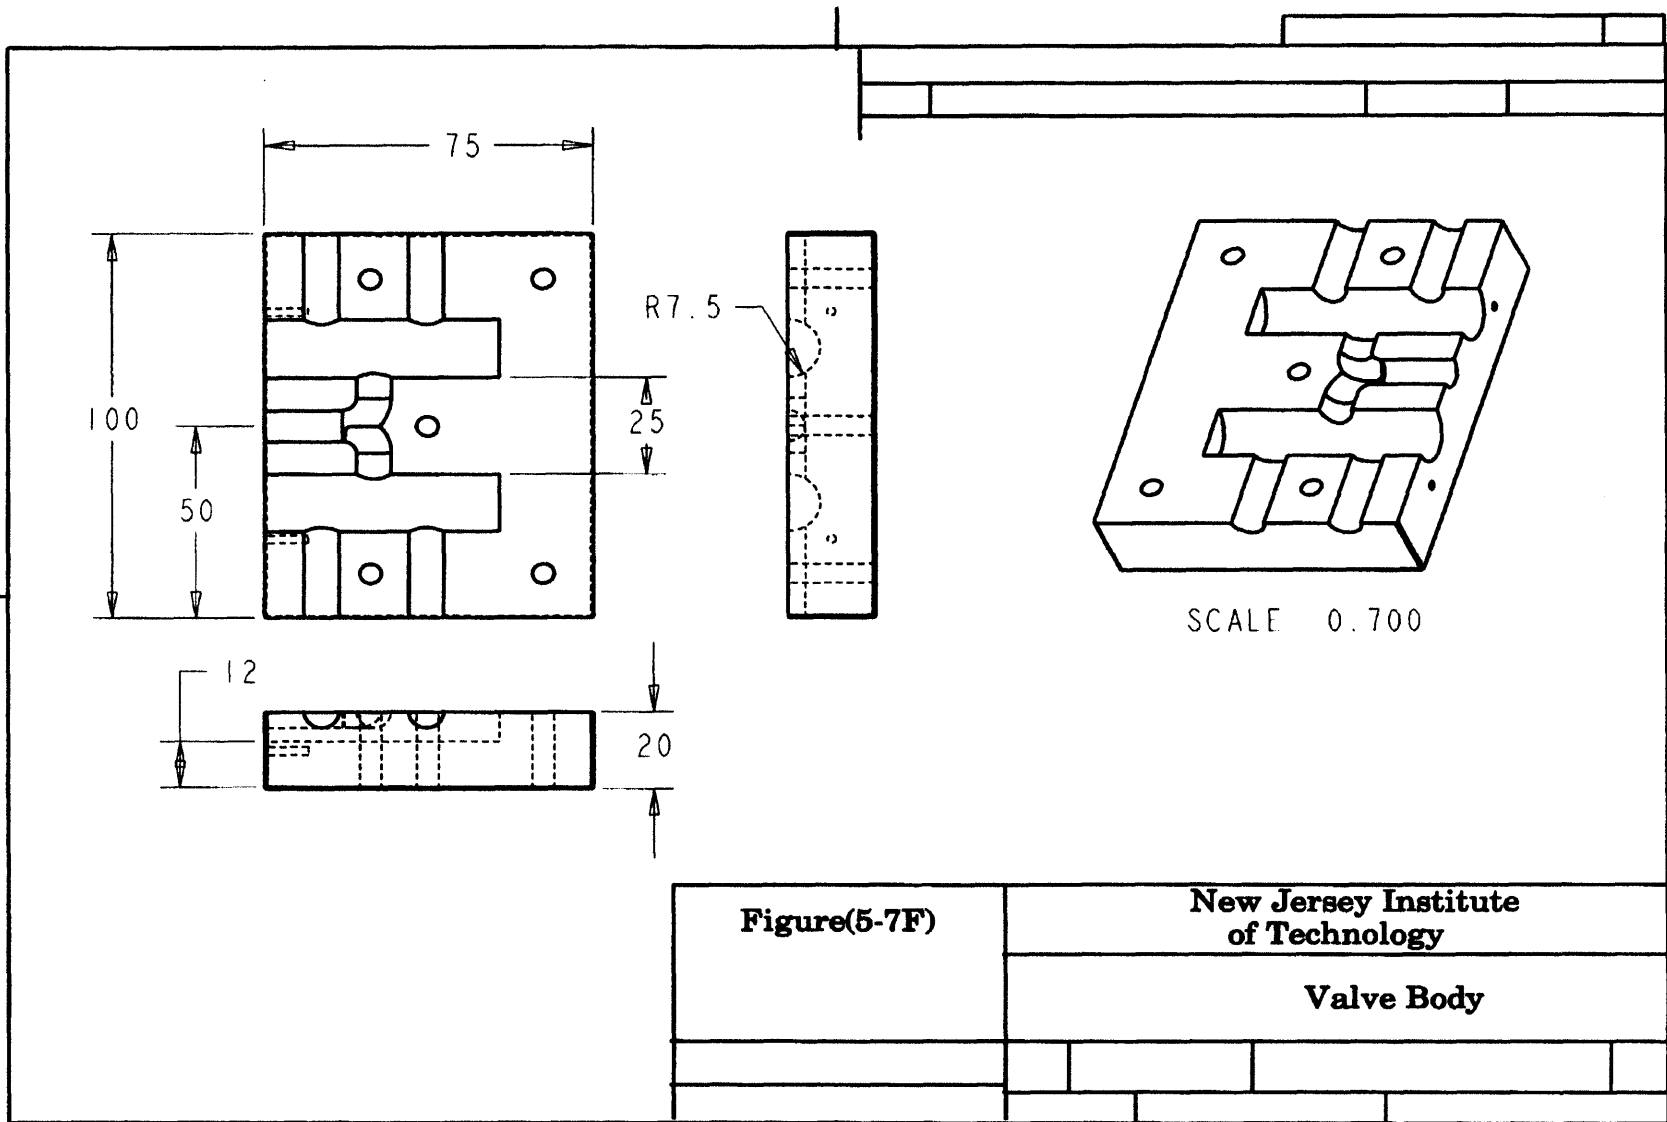 75
R7.5
100
25
50
SCALE 0.700
12
20
Figure(5-7F)
New Jersey Institute
of Technology
Valve Body